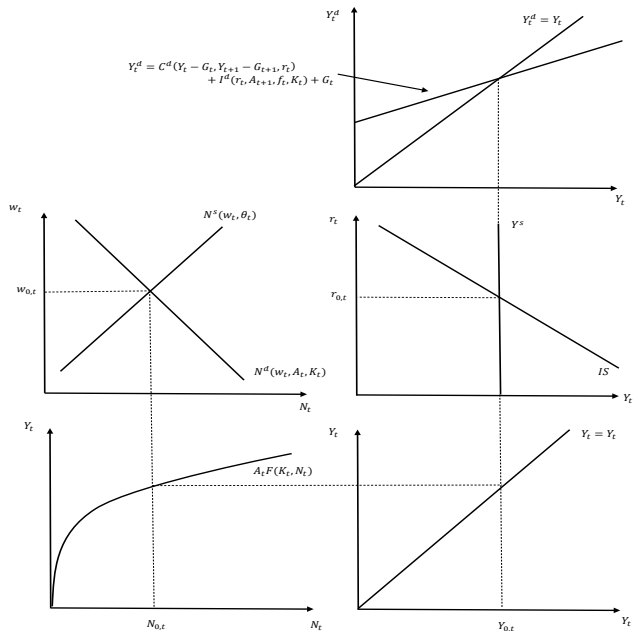 Y_t^d
Y_t^d = Y_t
Y_t^d = C^d(Y_t − G_t, Y_{t+1} − G_{t+1}, r_t)
+ I^d(r_t, A_{t+1}, f_t, K_t) + G_t
Y_t
w_t
N^s(w_t, θ_t)
w_{0,t}
N^d(w_t, A_t, K_t)
N_t
r_t
Y^s
r_{0,t}
IS
Y_t
Y_t
A_t F(K_t, N_t)
N_{0,t}
N_t
Y_t
Y_t = Y_t
Y_{0,t}
Y_t